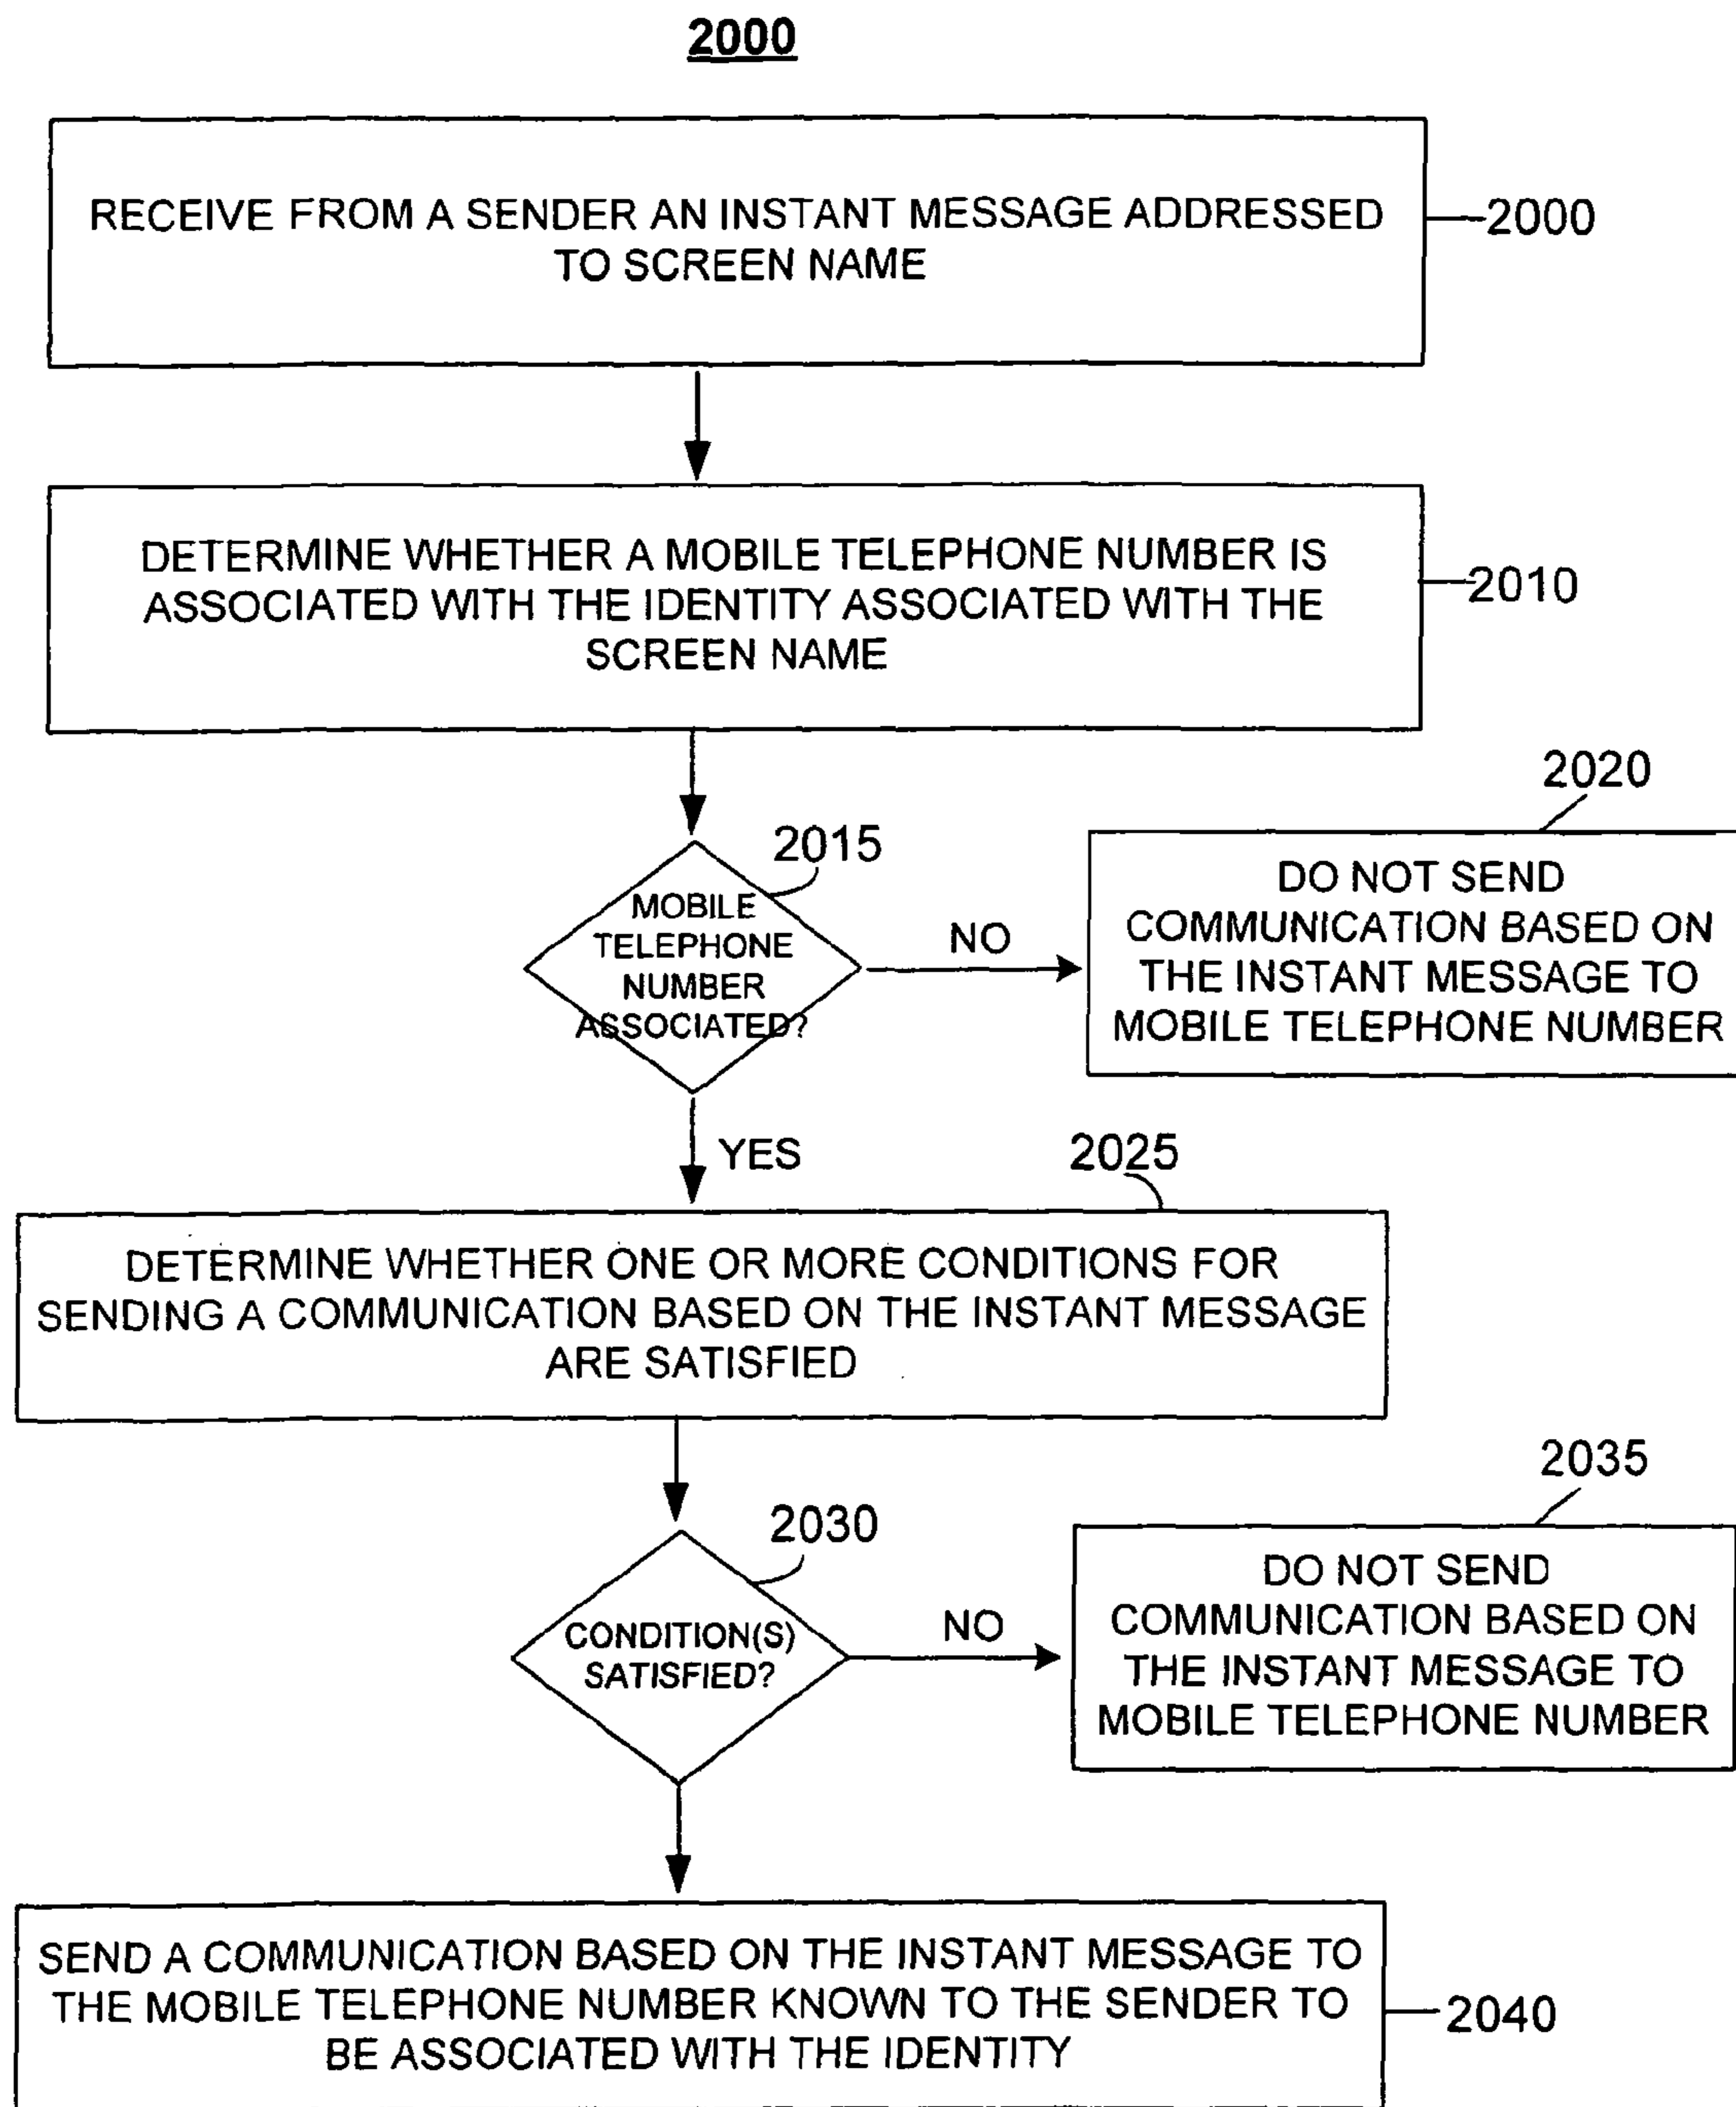 2000
RECEIVE FROM A SENDER AN INSTANT MESSAGE ADDRESSED
TO SCREEN NAME
2000
DETERMINE WHETHER A MOBILE TELEPHONE NUMBER IS
ASSOCIATED WITH THE IDENTITY ASSOCIATED WITH THE
SCREEN NAME
2010
2015
MOBILE
TELEPHONE
NUMBER
ASSOCIATED?
NO
2020
DO NOT SEND
COMMUNICATION BASED ON
THE INSTANT MESSAGE TO
MOBILE TELEPHONE NUMBER
YES
2025
DETERMINE WHETHER ONE OR MORE CONDITIONS FOR
SENDING A COMMUNICATION BASED ON THE INSTANT MESSAGE
ARE SATISFIED
2030
CONDITION(S)
SATISFIED?
NO
2035
DO NOT SEND
COMMUNICATION BASED ON
THE INSTANT MESSAGE TO
MOBILE TELEPHONE NUMBER
SEND A COMMUNICATION BASED ON THE INSTANT MESSAGE TO
THE MOBILE TELEPHONE NUMBER KNOWN TO THE SENDER TO
BE ASSOCIATED WITH THE IDENTITY
2040